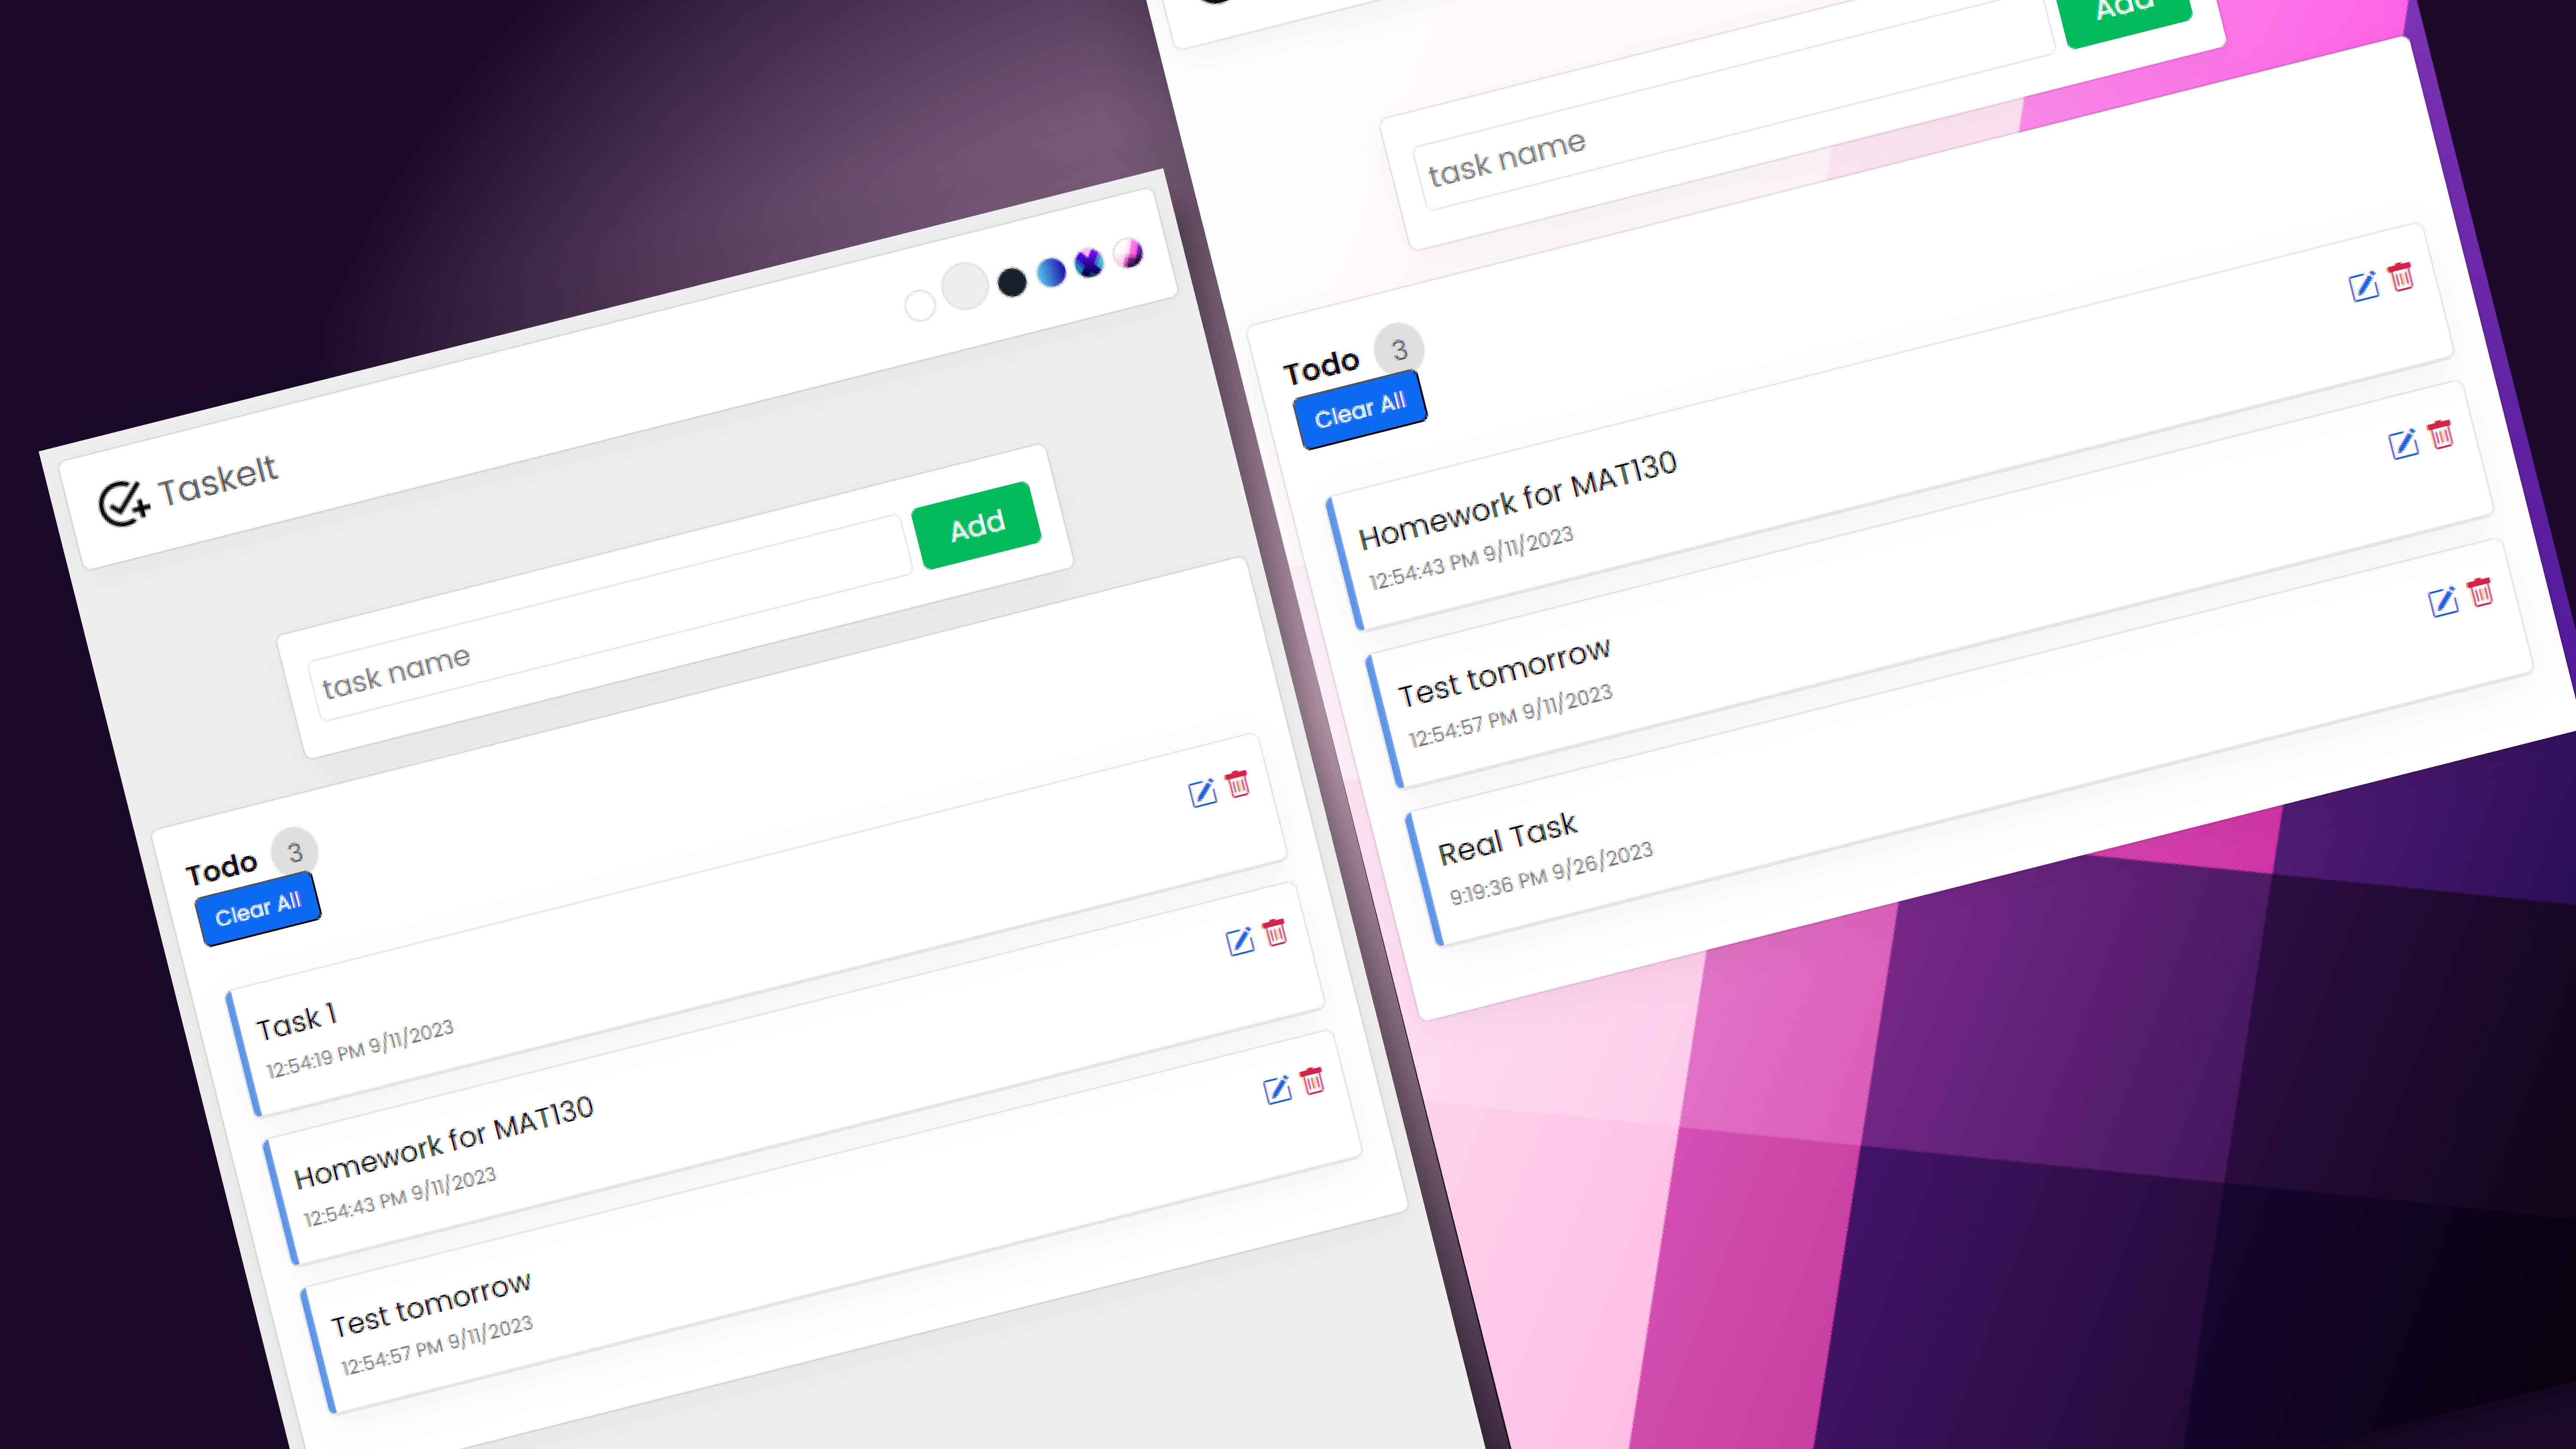 TaskeIt
task name
Add
Todo 3
Clear All
Task 1
12:54:19 PM 9/11/2023
Homework for MAT130
12:54:43 PM 9/11/2023
Test tomorrow
12:54:57 PM 9/11/2023
Add
task name
Todo 3
Clear All
Homework for MAT130
12:54:43 PM 9/11/2023
Test tomorrow
12:54:57 PM 9/11/2023
Real Task
9:19:36 PM 9/26/2023